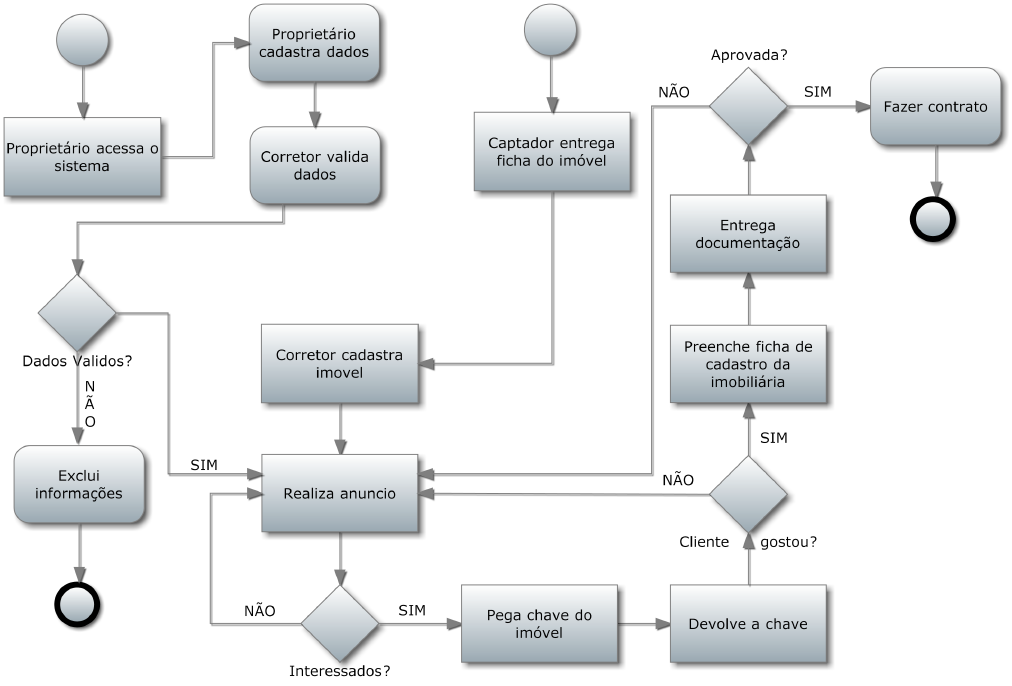 Proprietário
cadastra dados
Proprietário acessa o
sistema
Corretor valida
dados
Dados Validos?
N
Ã
O
Exclui
informações
SIM
Captador entrega
ficha do imóvel
Corretor cadastra
imovel
Realiza anuncio
NÃO
Interessados?
SIM
Pega chave do
imóvel
Devolve a chave
Cliente gostou?
NÃO
SIM
Preenche ficha de
cadastro da
imobiliária
Entrega
documentação
Aprovada?
NÃO
SIM
Fazer contrato